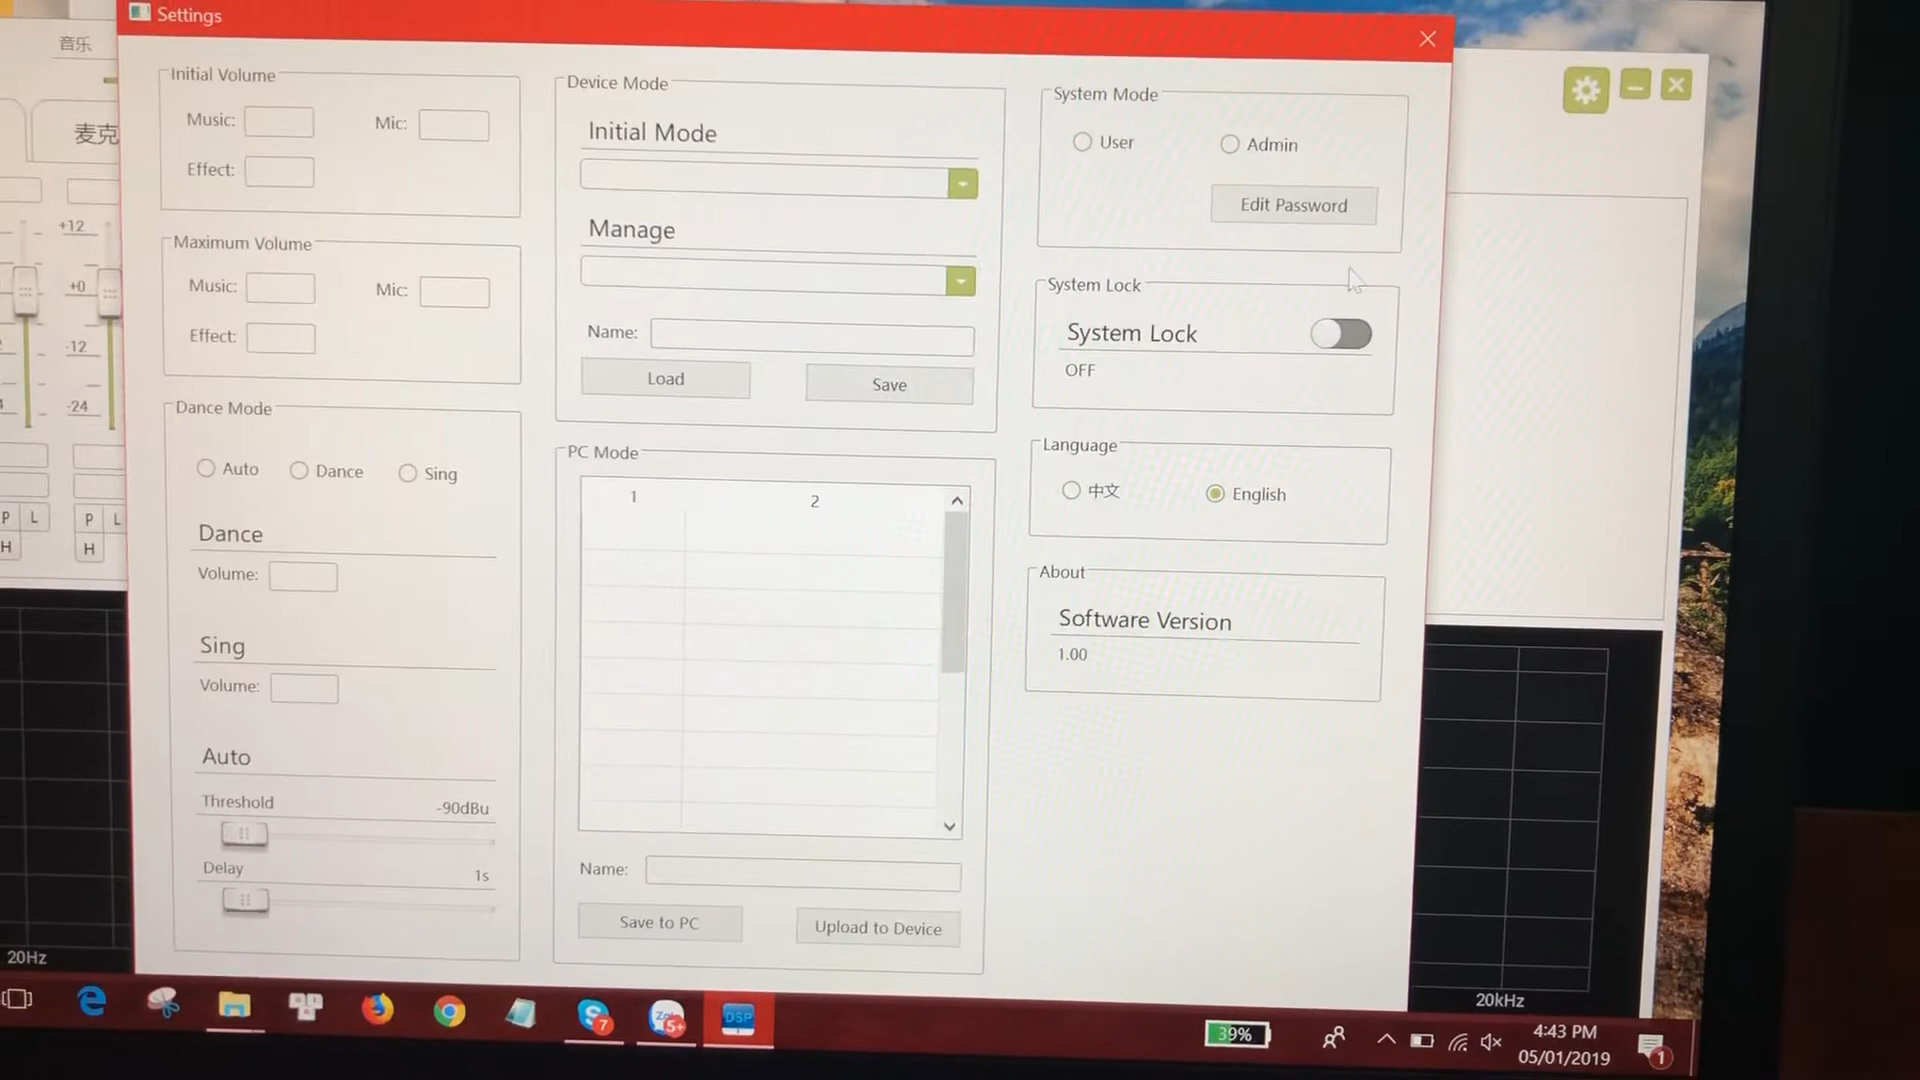 Settings
音乐
麦克
+12
+0
-12
-24
P L
P L
H
H
20Hz
Initial Volume
Music:
Mic:
Effect:
Maximum Volume
Music:
Mic:
Effect:
Dance Mode
Auto
Dance
Sing
Dance
Volume:
Sing
Volume:
Auto
Threshold
-90dBu
Delay
1s
Device Mode
Initial Mode
Manage
Name:
Load
Save
PC Mode
1
2
Name:
Save to PC
Upload to Device
System Mode
User
Admin
Edit Password
System Lock
System Lock
OFF
Language
中文
English
About
Software Version
1.00
20kHz
7
5+
DSP
39%
4:43 PM
05/01/2019
1